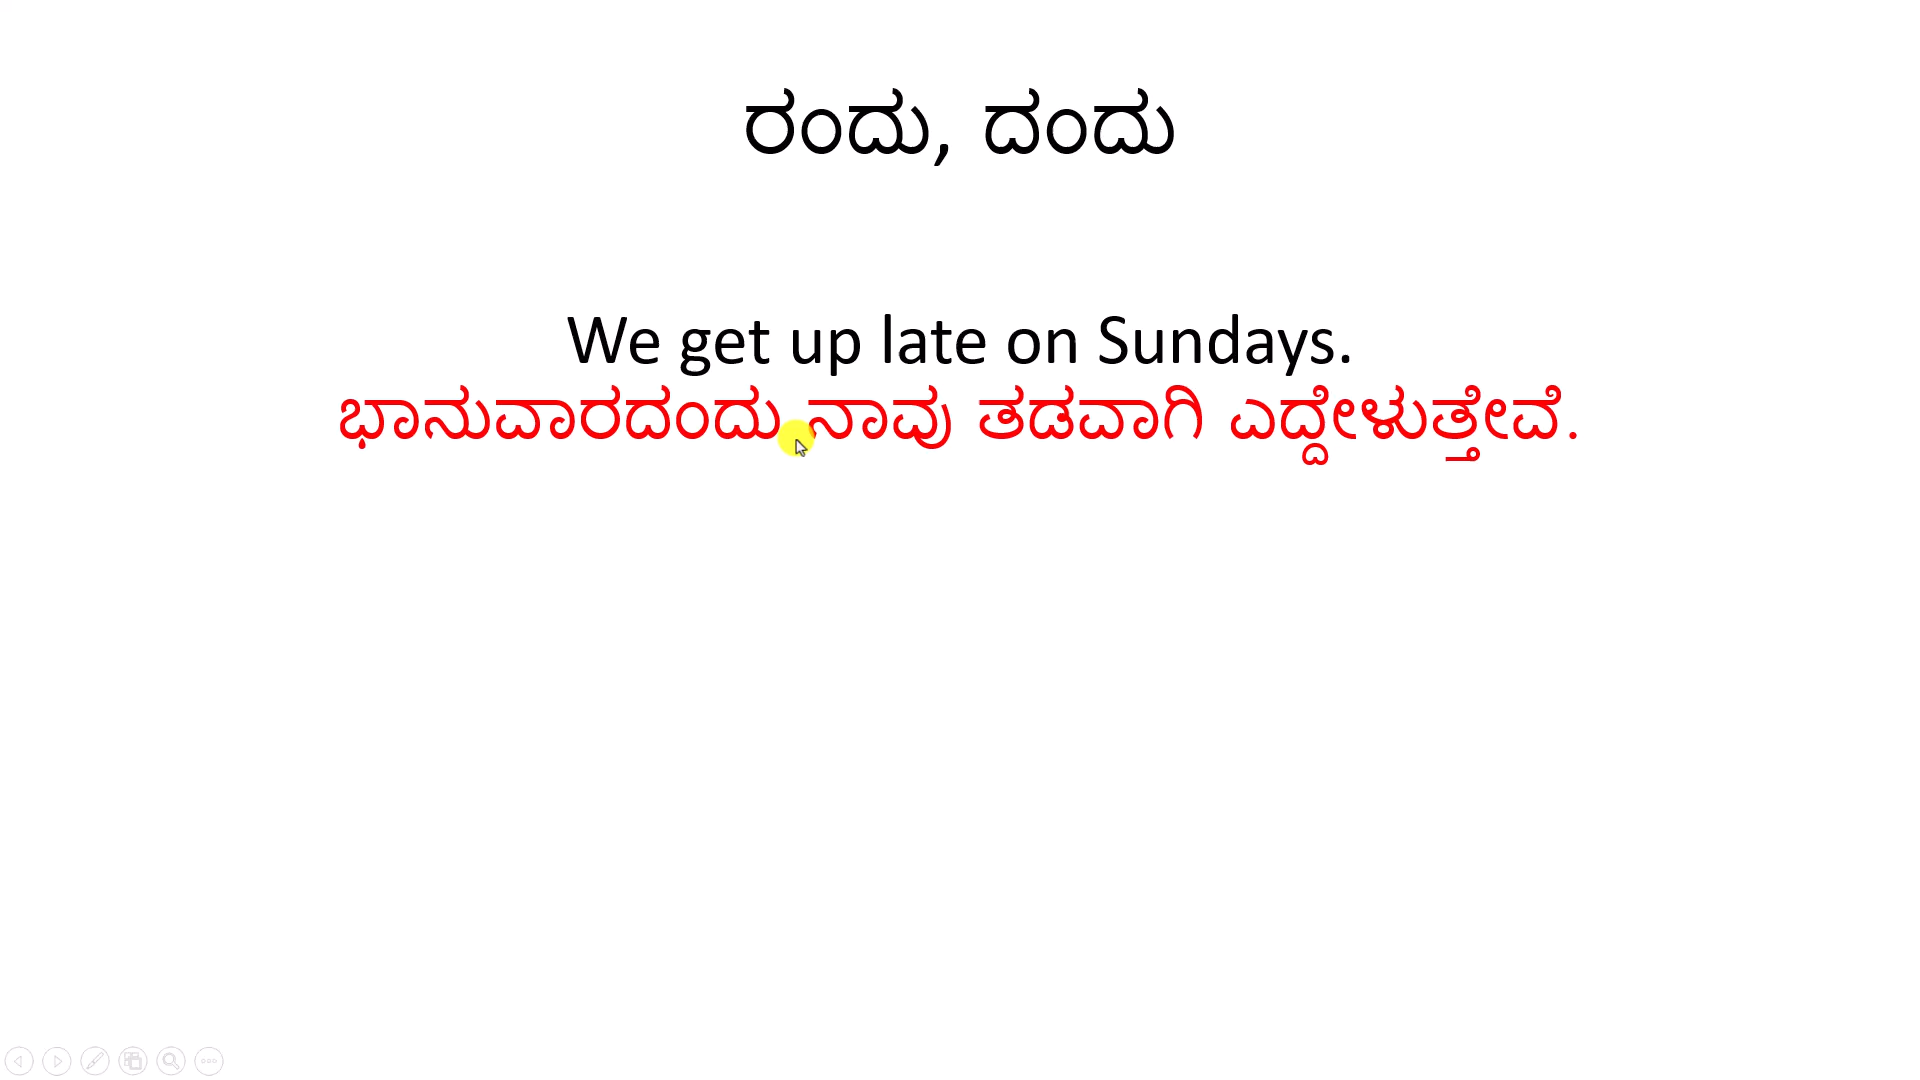 ರಂದು, ದಂದು
We get up late on Sundays.
ಭಾನುವಾರದಂದು ನಾವು ತಡವಾಗಿ ಎದ್ದೇಳುತ್ತೇವೆ.